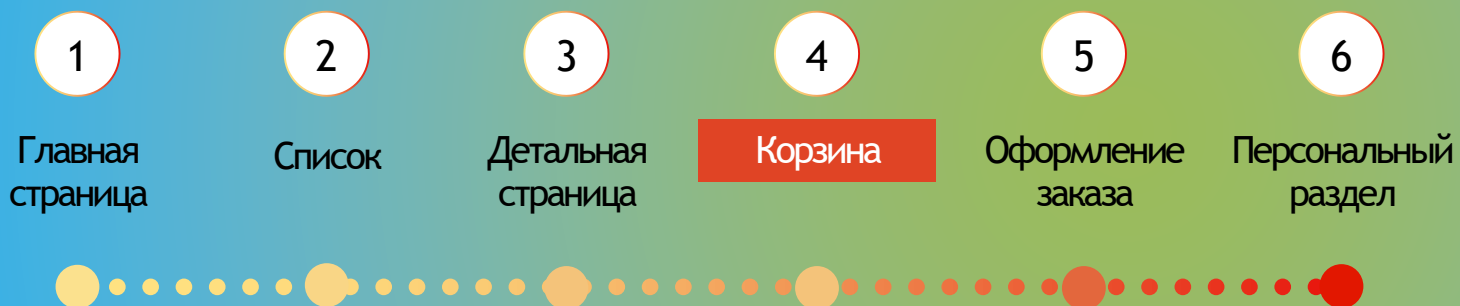 1
2
3
4
5
6
Главная
страница
Список
Детальная
страница
Корзина
Оформление
заказа
Персональный
раздел